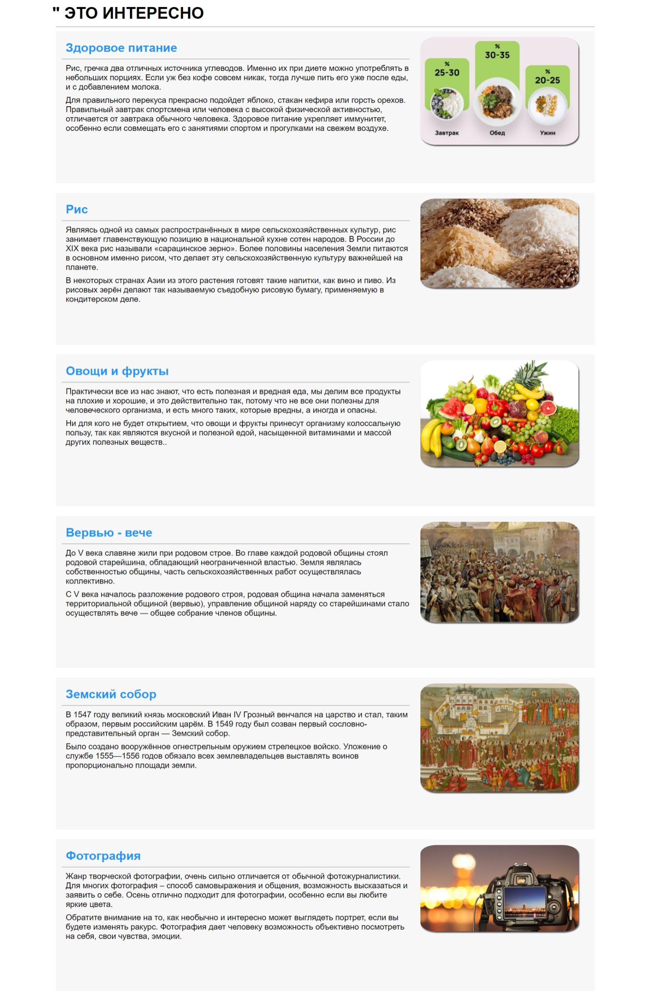 " ЭТО ИНТЕРЕСНО
Здоровое питание
Рис, гречка два отличных источника углеводов. Именно их при диете можно употреблять в
небольших порциях. Если уж без кофе совсем никак, тогда лучше пить его уже после еды,
и с добавлением молока.
Для правильного перекуса прекрасно подойдет яблоко, стакан кефира или горсть орехов.
Правильный завтрак спортсмена или человека с высокой физической активностью,
отличается от завтрака обычного человека. Здоровое питание укрепляет иммунитет,
особенно если совмещать его с занятиями спортом и прогулками на свежем воздухе.
%
25-30
%
30-35
%
20-25
Завтрак
Обед
Ужин
Рис
Являясь одной из самых распространённых в мире сельскохозяйственных культур, рис
занимает главенствующую позицию в национальной кухне сотен народов. В России до
XIX века рис называли «сарацинское зерно». Более половины населения Земли питаются
в основном именно рисом, что делает эту сельскохозяйственную культуру важнейшей на
планете.
В некоторых странах Азии из этого растения готовят такие напитки, как вино и пиво. Из
рисовых зерён делают так называемую съедобную рисовую бумагу, применяемую в
кондитерском деле.
Овощи и фрукты
Практически все из нас знают, что есть полезная и вредная еда, мы делим все продукты
на плохие и хорошие, и это действительно так, потому что не все они полезны для
человеческого организма, и есть много таких, которые вредны, а иногда и опасны.
Ни для кого не будет открытием, что овощи и фрукты принесут организму колоссальную
пользу, так как являются вкусной и полезной едой, насыщенной витаминами и массой
других полезных веществ..
Вервью - вече
До V века славяне жили при родовом строе. Во главе каждой родовой общины стоял
родовой старейшина, обладающий неограниченной властью. Земля являлась
собственностью общины, часть сельскохозяйственных работ осуществлялась
коллективно.
С V века началось разложение родового строя, родовая община начала заменяться
территориальной общиной (вервью), управление общиной наряду со старейшинами стало
осуществлять вече — общее собрание членов общины.
Земский собор
В 1547 году великий князь московский Иван IV Грозный венчался на царство и стал, таким
образом, первым российским царём. В 1549 году был созван первый сословно-
представительный орган — Земский собор.
Было создано вооружённое огнестрельным оружием стрелецкое войско. Уложение о
службе 1555—1556 годов обязало всех землевладельцев выставлять воинов
пропорционально площади земли.
Фотография
Жанр творческой фотографии, очень сильно отличается от обычной фотожурналистики.
Для многих фотография – способ самовыражения и общения, возможность высказаться и
заявить о себе. Осень отлично подходит для фотографии, особенно если вы любите
яркие цвета.
Обратите внимание на то, как необычно и интересно может выглядеть портрет, если вы
будете изменять ракурс. Фотография дает человеку возможность объективно посмотреть
на себя, свои чувства, эмоции.